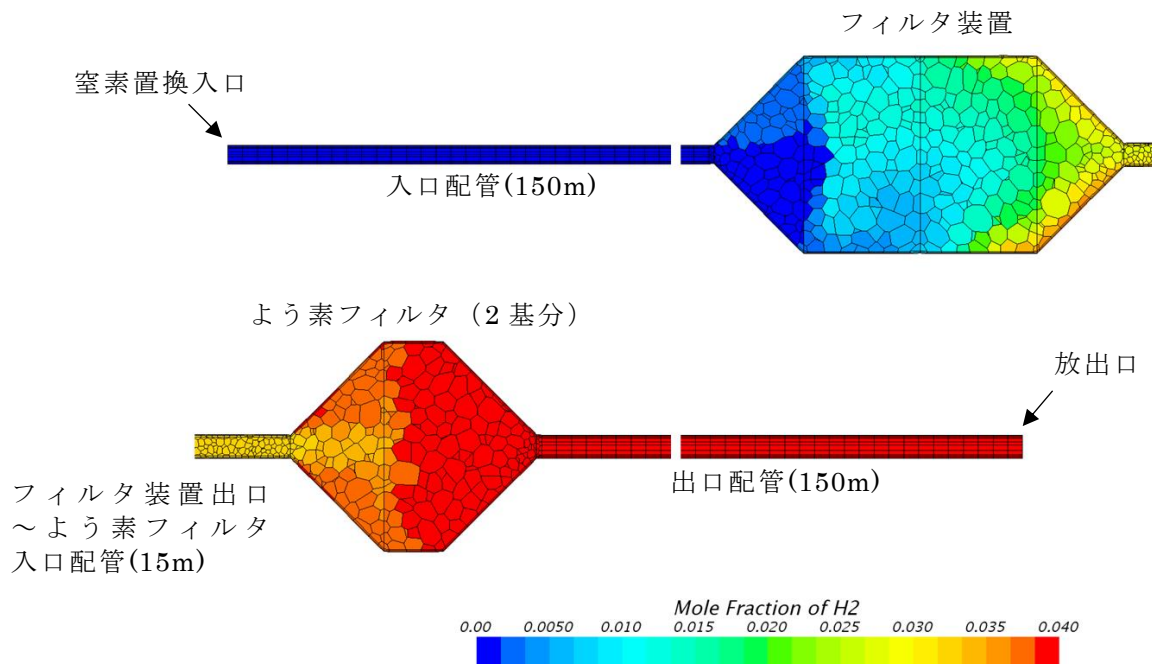 フィルタ装置
窒素置換入口
入口配管(150m)
よう素フィルタ（2 基分）
放出口
出口配管(150m)
フィルタ装置出口
～よう素フィルタ
入口配管(15m)
Mole Fraction of H2
0.00 0.0050 0.010 0.015 0.020 0.025 0.030 0.035 0.040